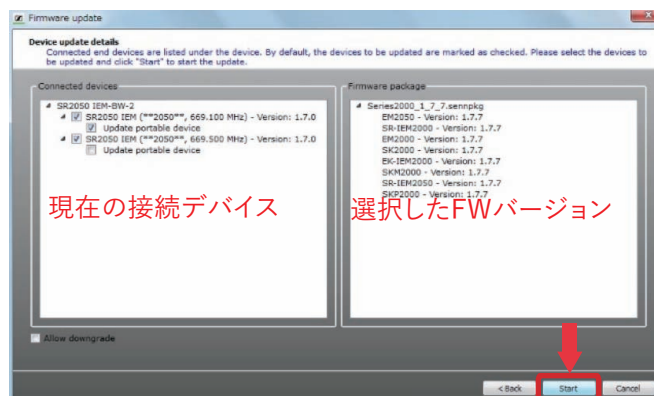 Firmware update
Device update details
Connected end devices are listed under the device. By default, the devices to be updated are marked as checked. Please select the devices to
be updated and click "Start" to start the update.
Connected devices
SR2050 IEM-BW-2
SR2050 IEM (**2050**, 669.100 MHz) - Version: 1.7.0
Update portable device
SR2050 IEM (**2050**, 669.500 MHz) - Version: 1.7.0
Update portable device
現在の接続デバイス
Firmware package
Series2000_1_7_7.sennpkg
EM2050 - Version: 1.7.7
SR-IEM2000 - Version: 1.7.7
EM2000 - Version: 1.7.7
SK2000 - Version: 1.7.7
EK-IEM2000 - Version: 1.7.7
SKM2000 - Version: 1.7.7
SR-IEM2050 - Version: 1.7.7
SKP2000 - Version: 1.7.7
選択したFWバージョン
Allow downgrade
< Back
Start
Cancel